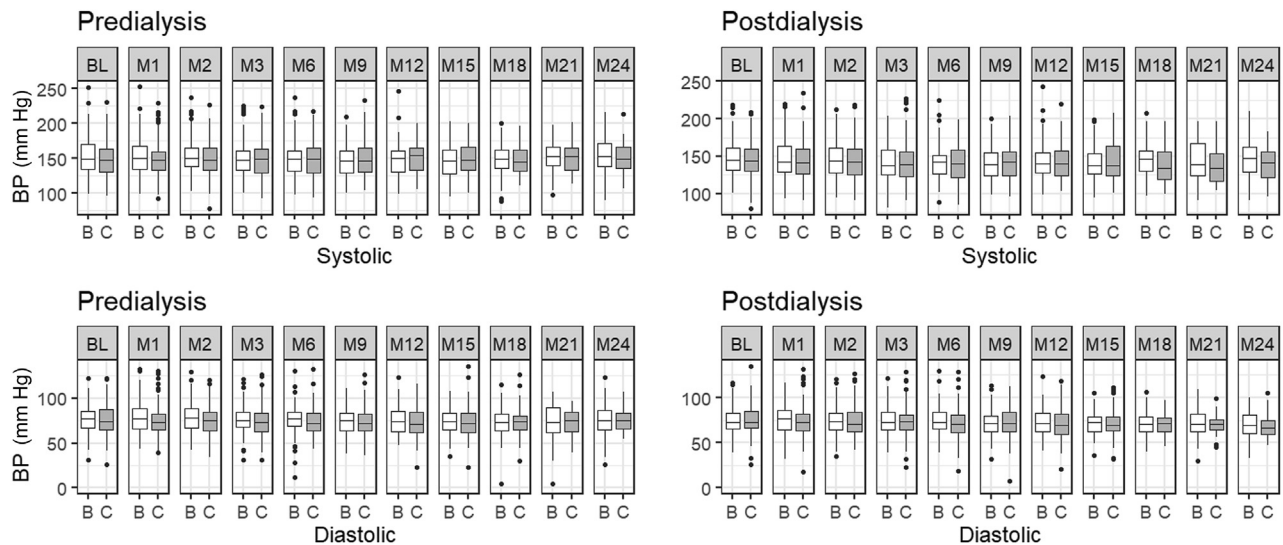 Predialysis
BL M1 M2 M3 M6 M9 M12 M15 M18 M21 M24
BP (mm Hg)
250
200
150
100
B C B C B C B C B C B C B C B C B C B C B C
Systolic
Postdialysis
BL M1 M2 M3 M6 M9 M12 M15 M18 M21 M24
250
200
150
100
B C B C B C B C B C B C B C B C B C B C B C
Systolic
Predialysis
BL M1 M2 M3 M6 M9 M12 M15 M18 M21 M24
BP (mm Hg)
100
50
0
B C B C B C B C B C B C B C B C B C B C B C
Diastolic
Postdialysis
BL M1 M2 M3 M6 M9 M12 M15 M18 M21 M24
100
50
0
B C B C B C B C B C B C B C B C B C B C B C
Diastolic